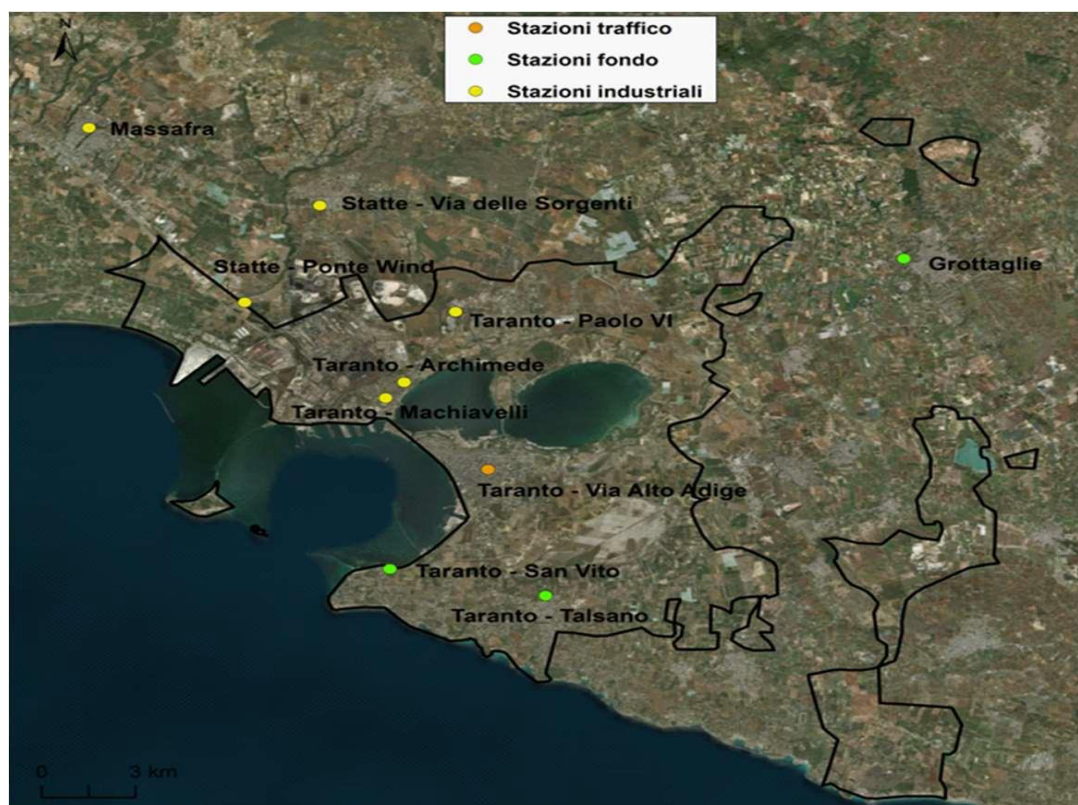 Stazioni traffico
Stazioni fondo
Stazioni industriali
N
Massafra
Statte - Via delle Sorgenti
Statte - Ponte Wind
Grottaglie
Taranto - Paolo VI
Taranto - Archimede
Taranto - Machiavelli
Taranto - Via Alto Adige
Taranto - San Vito
Taranto - Talsano
0 3 km